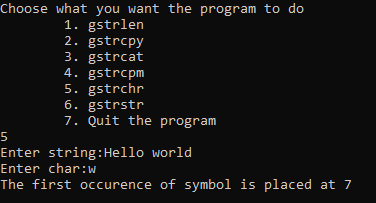 Choose what you want the program to do
1. gstrlen
2. gstrcpy
3. gstrcat
4. gstrcpm
5. gstrchr
6. gstrstr
7. Quit the program
5
Enter string:Hello world
Enter char:w
The first occurence of symbol is placed at 7